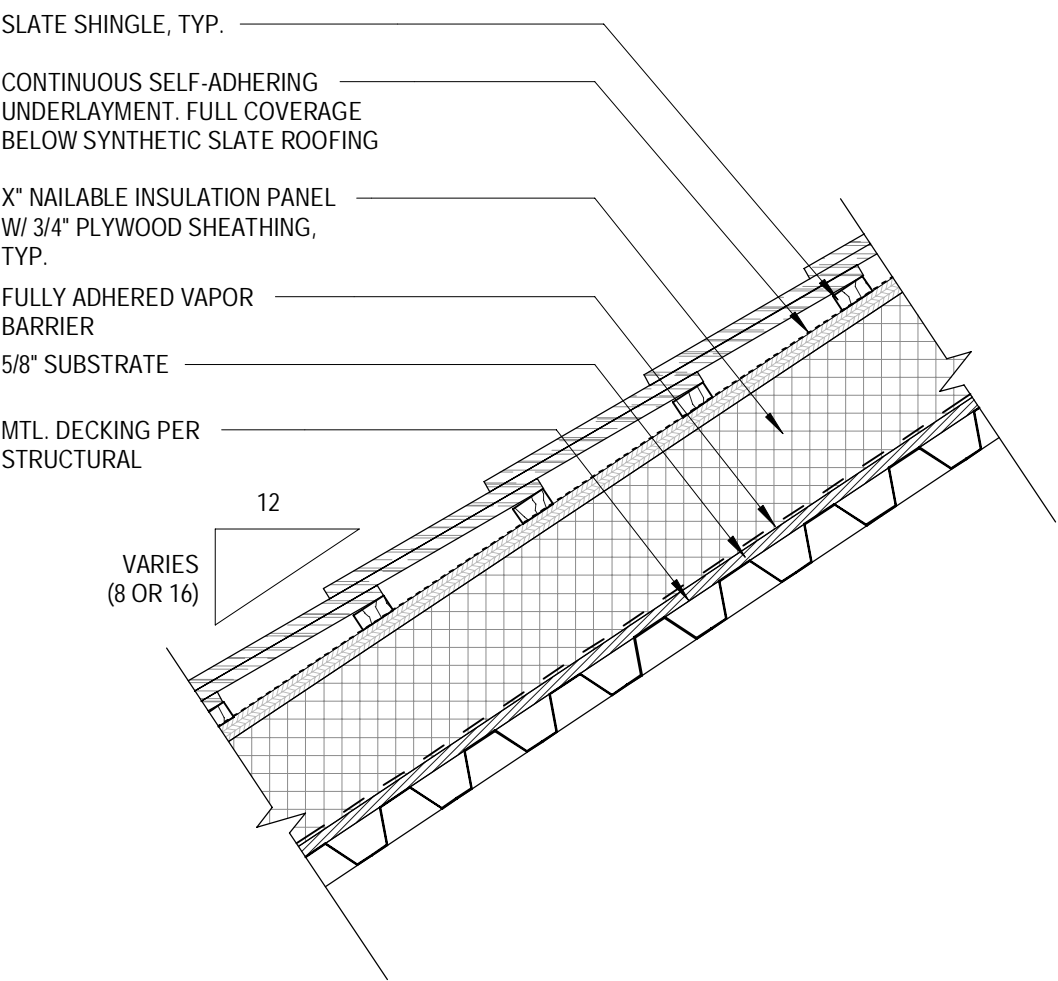 SLATE SHINGLE, TYP.
CONTINUOUS SELF-ADHERING
UNDERLAYMENT. FULL COVERAGE
BELOW SYNTHETIC SLATE ROOFING
X" NAILABLE INSULATION PANEL
W/ 3/4" PLYWOOD SHEATHING,
TYP.
FULLY ADHERED VAPOR
BARRIER
5/8" SUBSTRATE
MTL. DECKING PER
STRUCTURAL
12
VARIES
(8 OR 16)